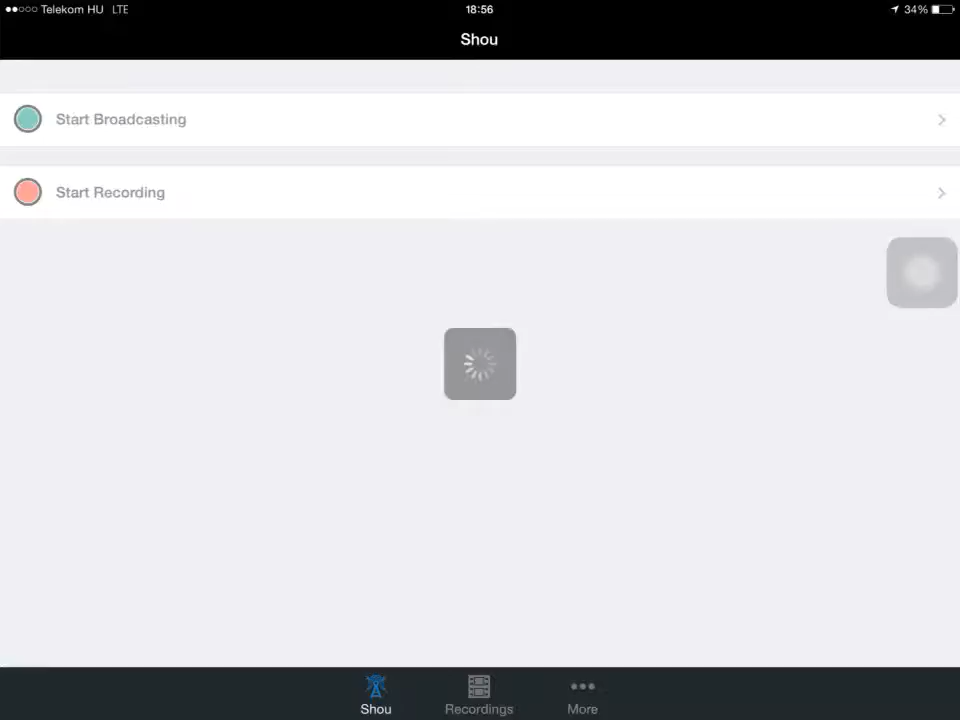 Telekom HU LTE
18:56
34%
Shou
Start Broadcasting
Start Recording
Shou
Recordings
More